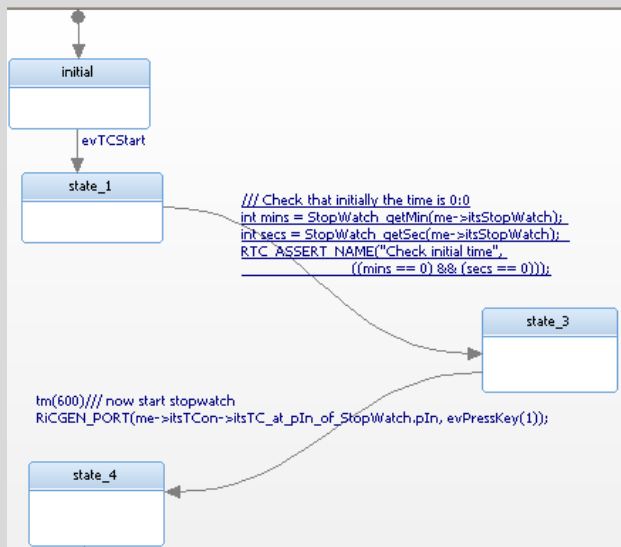 initial
evTCStart
state_1
/// Check that initially the time is 0:0
int mins = StopWatch_getMin(me->itsStopWatch);
int secs = StopWatch_getSec(me->itsStopWatch);
RTC_ASSERT_NAME("Check initial time",
((mins == 0) && (secs == 0)));
state_3
tm(600)/// now start stopwatch
RiCGEN_PORT(me->itsTCon->itsTC_at_pIn_of_StopWatch.pIn, evPressKey(1));
state_4